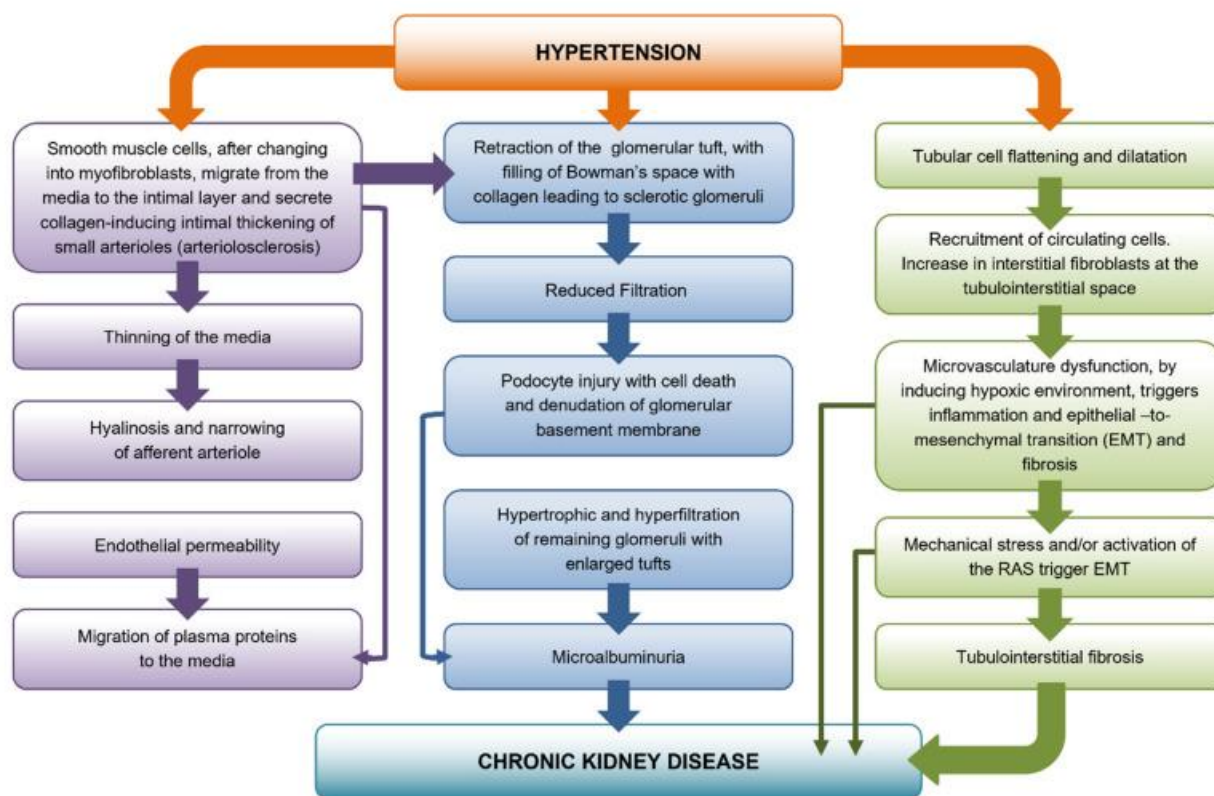 HYPERTENSION
Smooth muscle cells, after changing
into myofibroblasts, migrate from the
media to the intimal layer and secrete
collagen-inducing intimal thickening of
small arterioles (arteriolosclerosis)
Thinning of the media
Hyalinosis and narrowing
of afferent arteriole
Endothelial permeability
Migration of plasma proteins
to the media
Retraction of the glomerular tuft, with
filling of Bowman's space with
collagen leading to sclerotic glomeruli
Reduced Filtration
Podocyte injury with cell death
and denudation of glomerular
basement membrane
Hypertrophic and hyperfiltration
of remaining glomeruli with
enlarged tufts
Microalbuminuria
Tubular cell flattening and dilatation
Recruitment of circulating cells.
Increase in interstitial fibroblasts at the
tubulointerstitial space
Microvasculature dysfunction, by
inducing hypoxic environment, triggers
inflammation and epithelial –to-
mesenchymal transition (EMT) and
fibrosis
Mechanical stress and/or activation of
the RAS trigger EMT
Tubulointerstitial fibrosis
CHRONIC KIDNEY DISEASE